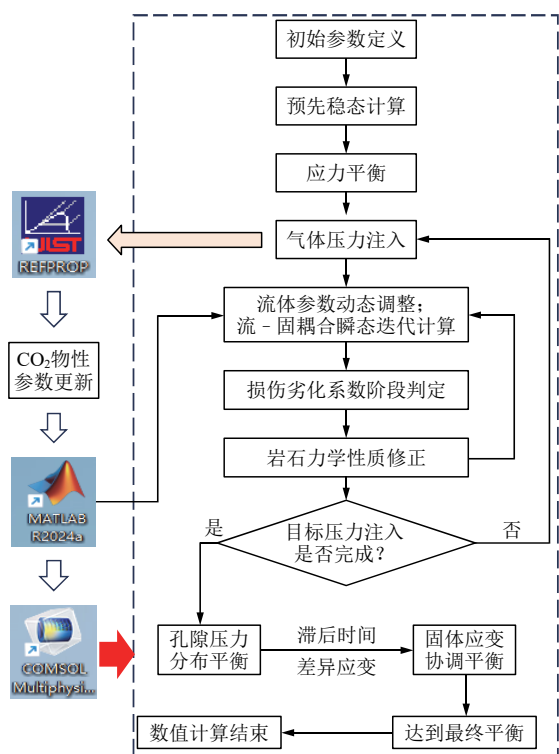 初始参数定义
预先稳态计算
应力平衡
气体压力注入
REFPROP
流体参数动态调整;
流-固耦合瞬态迭代计算
CO₂物性
参数更新
损伤劣化系数阶段判定
岩石力学性质修正
MATLAB
R2024a
是
目标压力注入
是否完成?
否
COMSOL
Multiphysi...
孔隙压力
分布平衡
滞后时间
差异应变
固体应变
协调平衡
数值计算结束
达到最终平衡